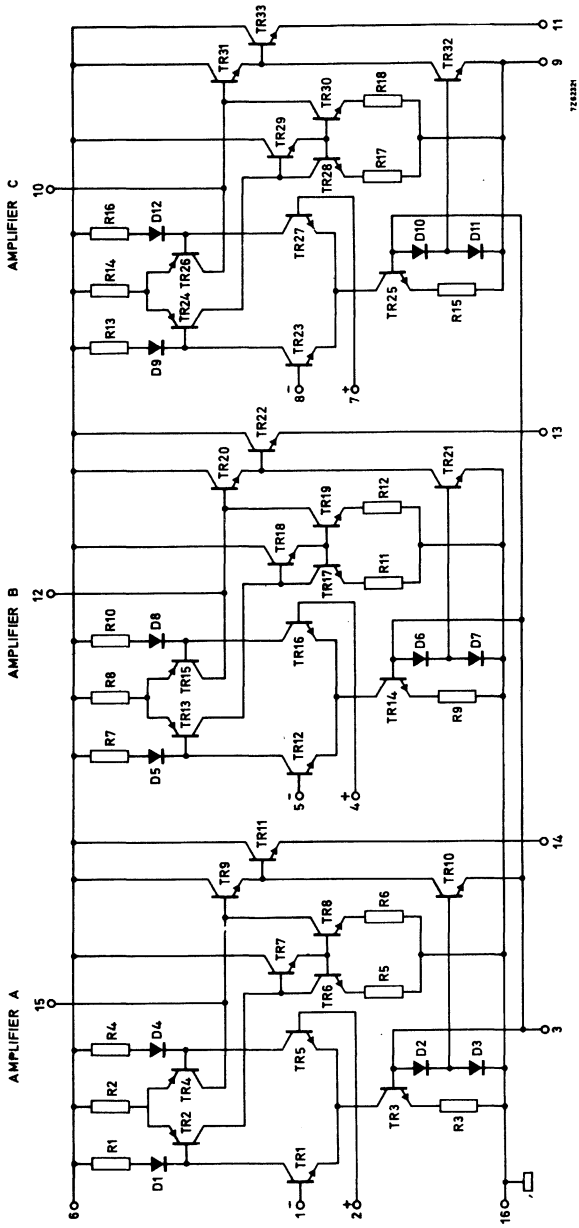 AMPLIFIER A
AMPLIFIER B
AMPLIFIER C
6
15
12
10
R1
R2
R4
D1
D4
TR2
TR4
TR1
TR5
1 −
2 +
TR3
R3
D2
D3
TR7
TR6
TR8
R5
R6
TR9
TR11
TR10
16
3
14
R7
R8
R10
D5
D8
TR13
TR15
TR12
TR16
5 −
4 +
TR14
R9
D6
D7
TR18
TR17
TR19
R11
R12
TR20
TR22
TR21
13
R13
R14
R16
D9
D12
TR24
TR26
TR23
TR27
8 −
7 +
TR25
R15
D10
D11
TR29
TR28
TR30
R17
R18
TR31
TR33
TR32
11
9
7Z62321